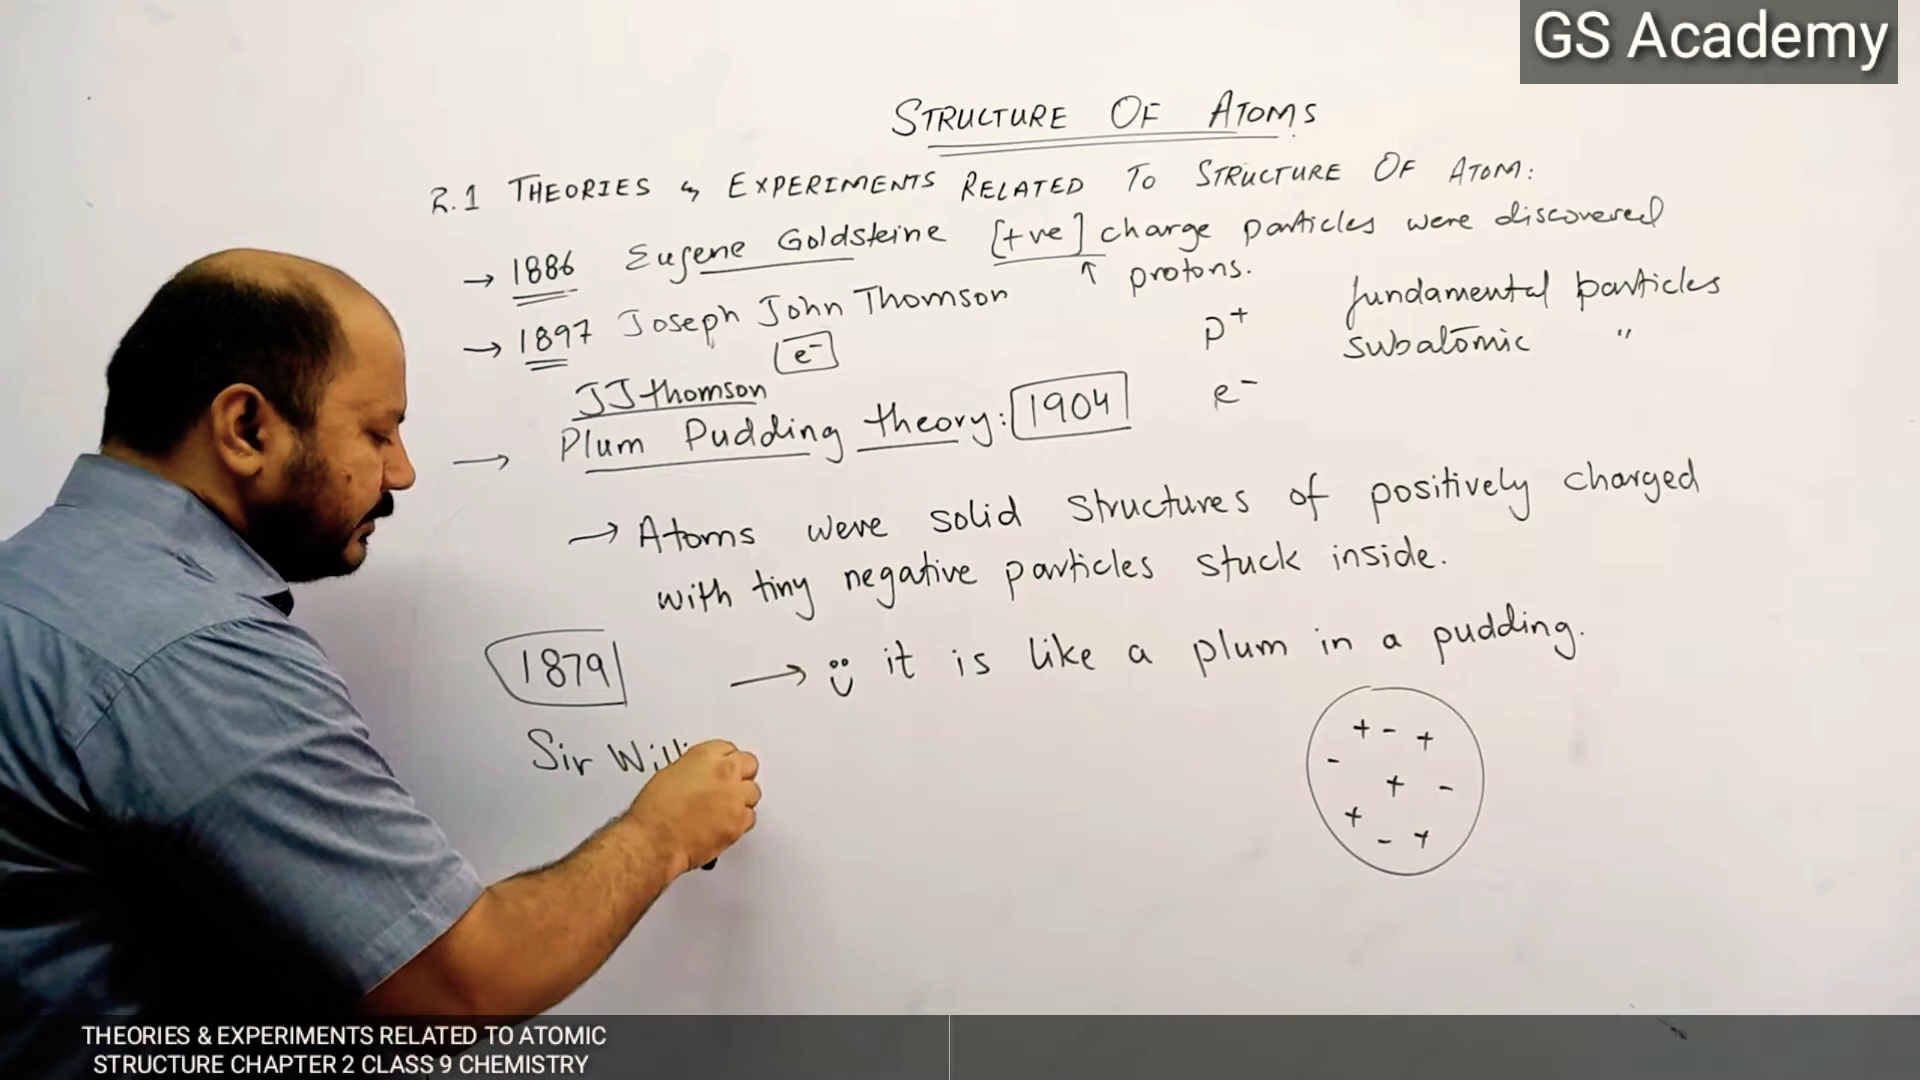 GS Academy
STRUCTURE OF ATOMS
2.1 THEORIES & EXPERIMENTS RELATED TO STRUCTURE OF ATOM:
→ 1886 Eugene Goldsteine [+ve] charge particles were discovered
↑ protons.
→ 1897 Joseph John Thomson
e-
p+ fundamental particles
subatomic "
e-
JJ thomson
→ Plum Pudding theory: 1904
→ Atoms were solid structures of positively charged
with tiny negative particles stuck inside.
1879
→ it is like a plum in a pudding.
Sir
+ - +
-
+ -
+
- +
THEORIES & EXPERIMENTS RELATED TO ATOMIC
STRUCTURE CHAPTER 2 CLASS 9 CHEMISTRY